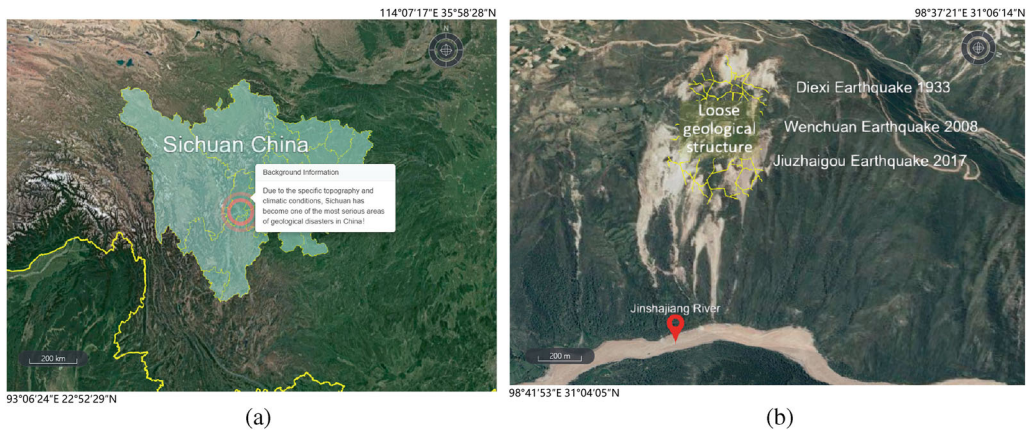 114°07'17"E 35°58'28"N
N
Sichuan China
Background Information
Due to the specific topography and
climatic conditions, Sichuan has
become one of the most serious areas
of geological disasters in China!
200 km
93°06'24"E 22°52'29"N
(a)
98°37'21"E 31°06'14"N
N
Diexi Earthquake 1933
Loose
geological
structure
Wenchuan Earthquake 2008
Jiuzhaigou Earthquake 2017
Jinshajiang River
200 m
98°41'53"E 31°04'05"N
(b)